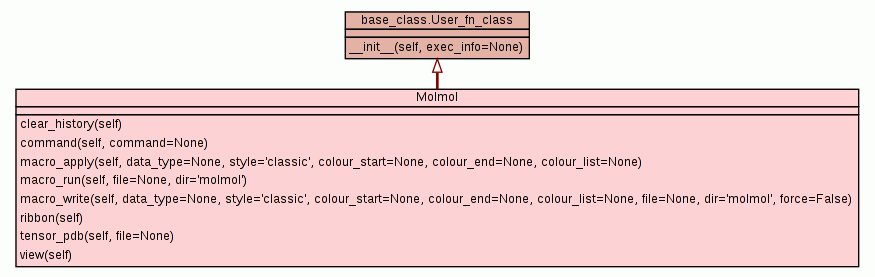 base_class.User_fn_class
__init__(self, exec_info=None)
Molmol
clear_history(self)
command(self, command=None)
macro_apply(self, data_type=None, style='classic', colour_start=None, colour_end=None, colour_list=None)
macro_run(self, file=None, dir='molmol')
macro_write(self, data_type=None, style='classic', colour_start=None, colour_end=None, colour_list=None, file=None, dir='molmol', force=False)
ribbon(self)
tensor_pdb(self, file=None)
view(self)